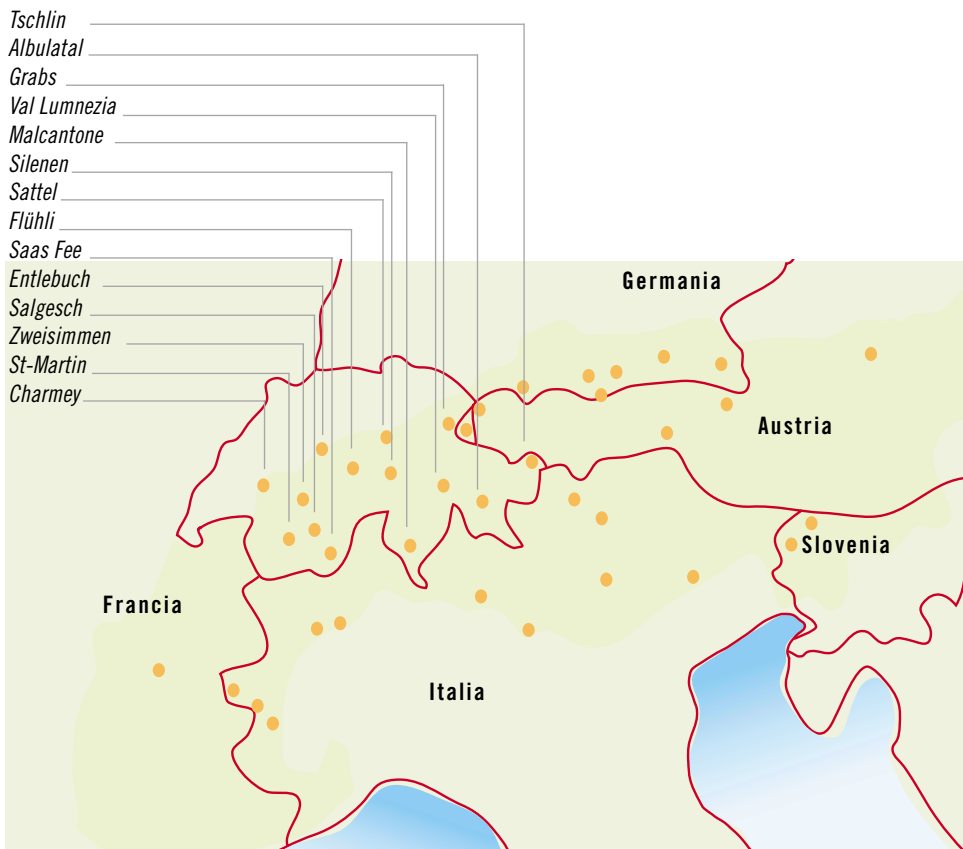 Tschlin
Albulatal
Grabs
Val Lumnezia
Malcantone
Silenen
Sattel
Flühli
Saas Fee
Entlebuch
Salgesch
Zweisimmen
St-Martin
Charmey
Germania
Austria
Slovenia
Francia
Italia